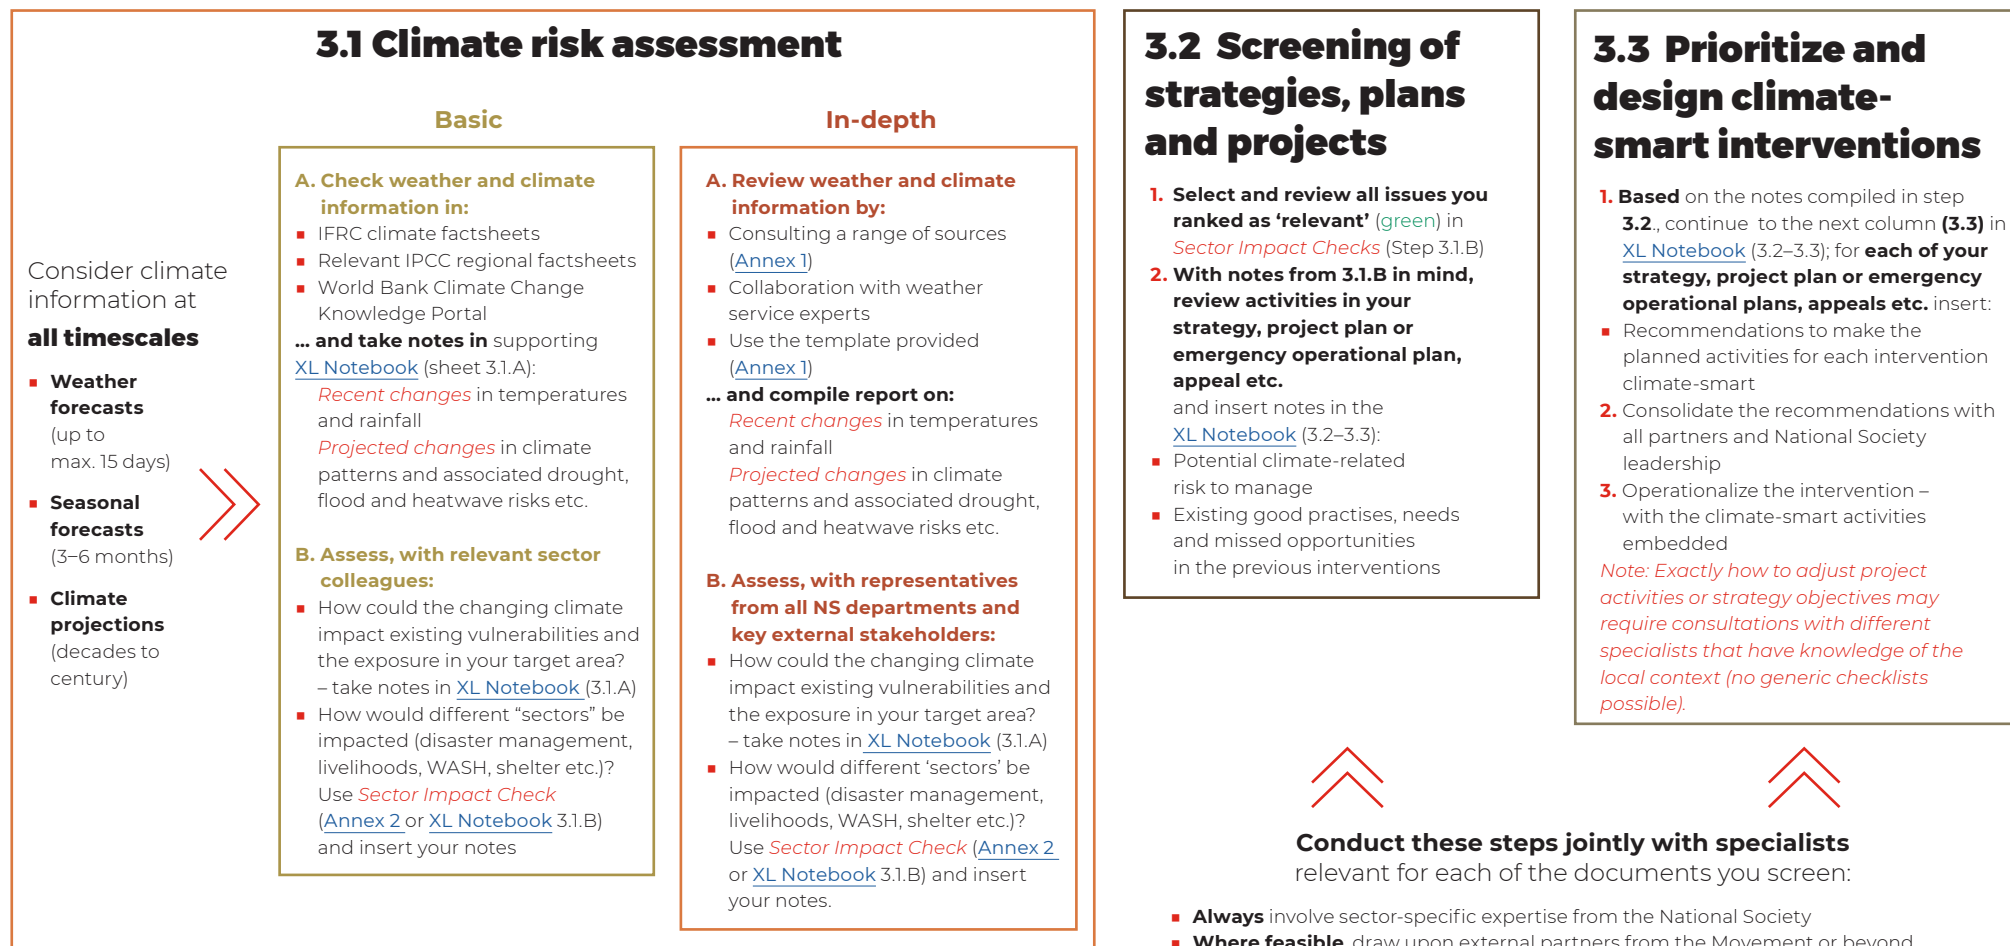 3.1 Climate risk assessment
Consider climate
information at
all timescales
■ Weather
forecasts
(up to
max. 15 days)
■ Seasonal
forecasts
(3–6 months)
■ Climate
projections
(decades to
century)
Basic
A. Check weather and climate
information in:
■ IFRC climate factsheets
■ Relevant IPCC regional factsheets
■ World Bank Climate Change
Knowledge Portal
... and take notes in supporting
XL Notebook (sheet 3.1.A):
Recent changes in temperatures
and rainfall
Projected changes in climate
patterns and associated drought,
flood and heatwave risks etc.
B. Assess, with relevant sector
colleagues:
■ How could the changing climate
impact existing vulnerabilities and
the exposure in your target area?
– take notes in XL Notebook (3.1.A)
■ How would different “sectors” be
impacted (disaster management,
livelihoods, WASH, shelter etc.)?
Use Sector Impact Check
(Annex 2 or XL Notebook 3.1.B)
and insert your notes
In-depth
A. Review weather and climate
information by:
■ Consulting a range of sources
(Annex 1)
■ Collaboration with weather
service experts
■ Use the template provided
(Annex 1)
... and compile report on:
Recent changes in temperatures
and rainfall
Projected changes in climate
patterns and associated drought,
flood and heatwave risks etc.
B. Assess, with representatives
from all NS departments and
key external stakeholders:
■ How could the changing climate
impact existing vulnerabilities and
the exposure in your target area?
– take notes in XL Notebook (3.1.A)
■ How would different ‘sectors’ be
impacted (disaster management,
livelihoods, WASH, shelter etc.)?
Use Sector Impact Check (Annex 2
or XL Notebook 3.1.B) and insert
your notes.
3.2 Screening of
strategies, plans
and projects
1. Select and review all issues you
ranked as ‘relevant’ (green) in
Sector Impact Checks (Step 3.1.B)
2. With notes from 3.1.B in mind,
review activities in your
strategy, project plan or
emergency operational plan,
appeal etc.
and insert notes in the
XL Notebook (3.2–3.3):
■ Potential climate-related
risk to manage
■ Existing good practises, needs
and missed opportunities
in the previous interventions
3.3 Prioritize and
design climate-
smart interventions
1. Based on the notes compiled in step
3.2., continue to the next column (3.3) in
XL Notebook (3.2–3.3); for each of your
strategy, project plan or emergency
operational plans, appeals etc. insert:
■ Recommendations to make the
planned activities for each intervention
climate-smart
2. Consolidate the recommendations with
all partners and National Society
leadership
3. Operationalize the intervention –
with the climate-smart activities
embedded
Note: Exactly how to adjust project
activities or strategy objectives may
require consultations with different
specialists that have knowledge of the
local context (no generic checklists
possible).
Conduct these steps jointly with specialists
relevant for each of the documents you screen:
■ Always involve sector-specific expertise from the National Society
■ Where feasible, draw upon external partners from the Movement or beyond